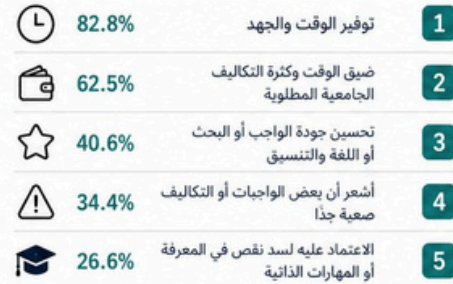 1 توفير الوقت والجهد 82.8%
2 ضيق الوقت وكثرة التكاليف 62.5%
الجامعية المطلوبة
3 تحسين جودة الواجب أو البحث 40.6%
أو اللغة والتنسيق
4 أشعر أن بعض الواجبات أو التكاليف 34.4%
صعبة جدًا
5 الاعتماد عليه لسد نقص في المعرفة 26.6%
أو المهارات الذاتية